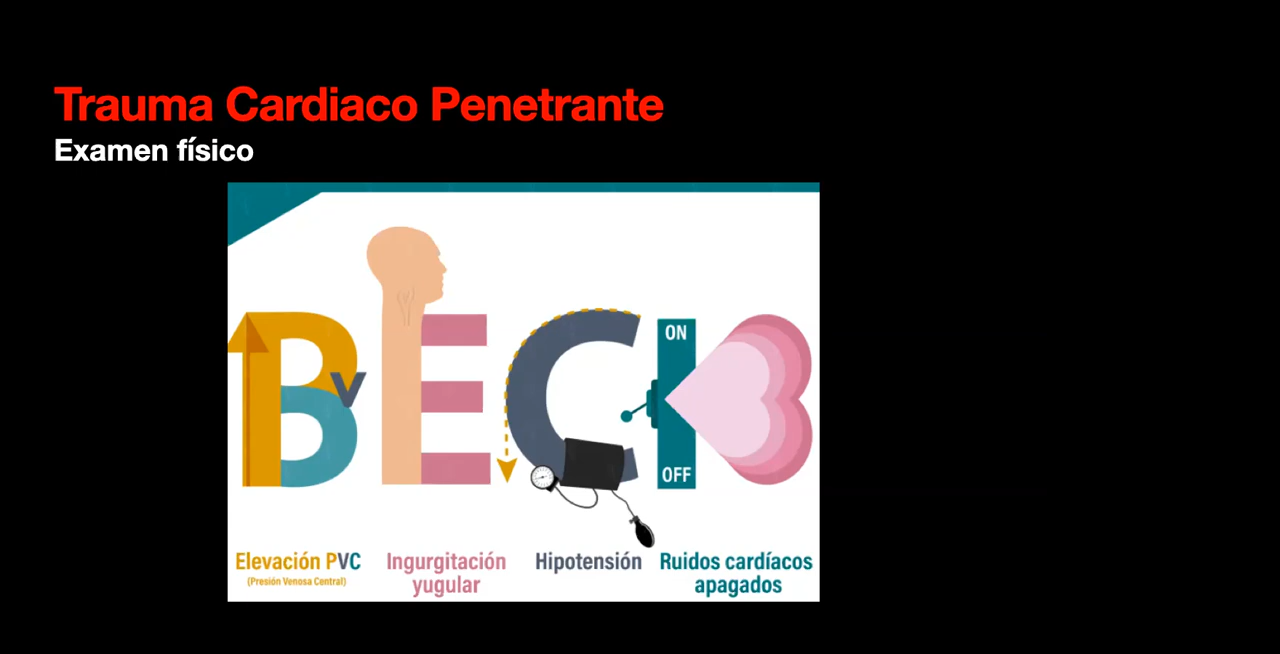 Trauma Cardiaco Penetrante
Examen físico
BECK
V
ON
OFF
Elevación PVC
(Presión Venosa Central)
Ingurgitación
yugular
Hipotensión
Ruidos cardíacos
apagados